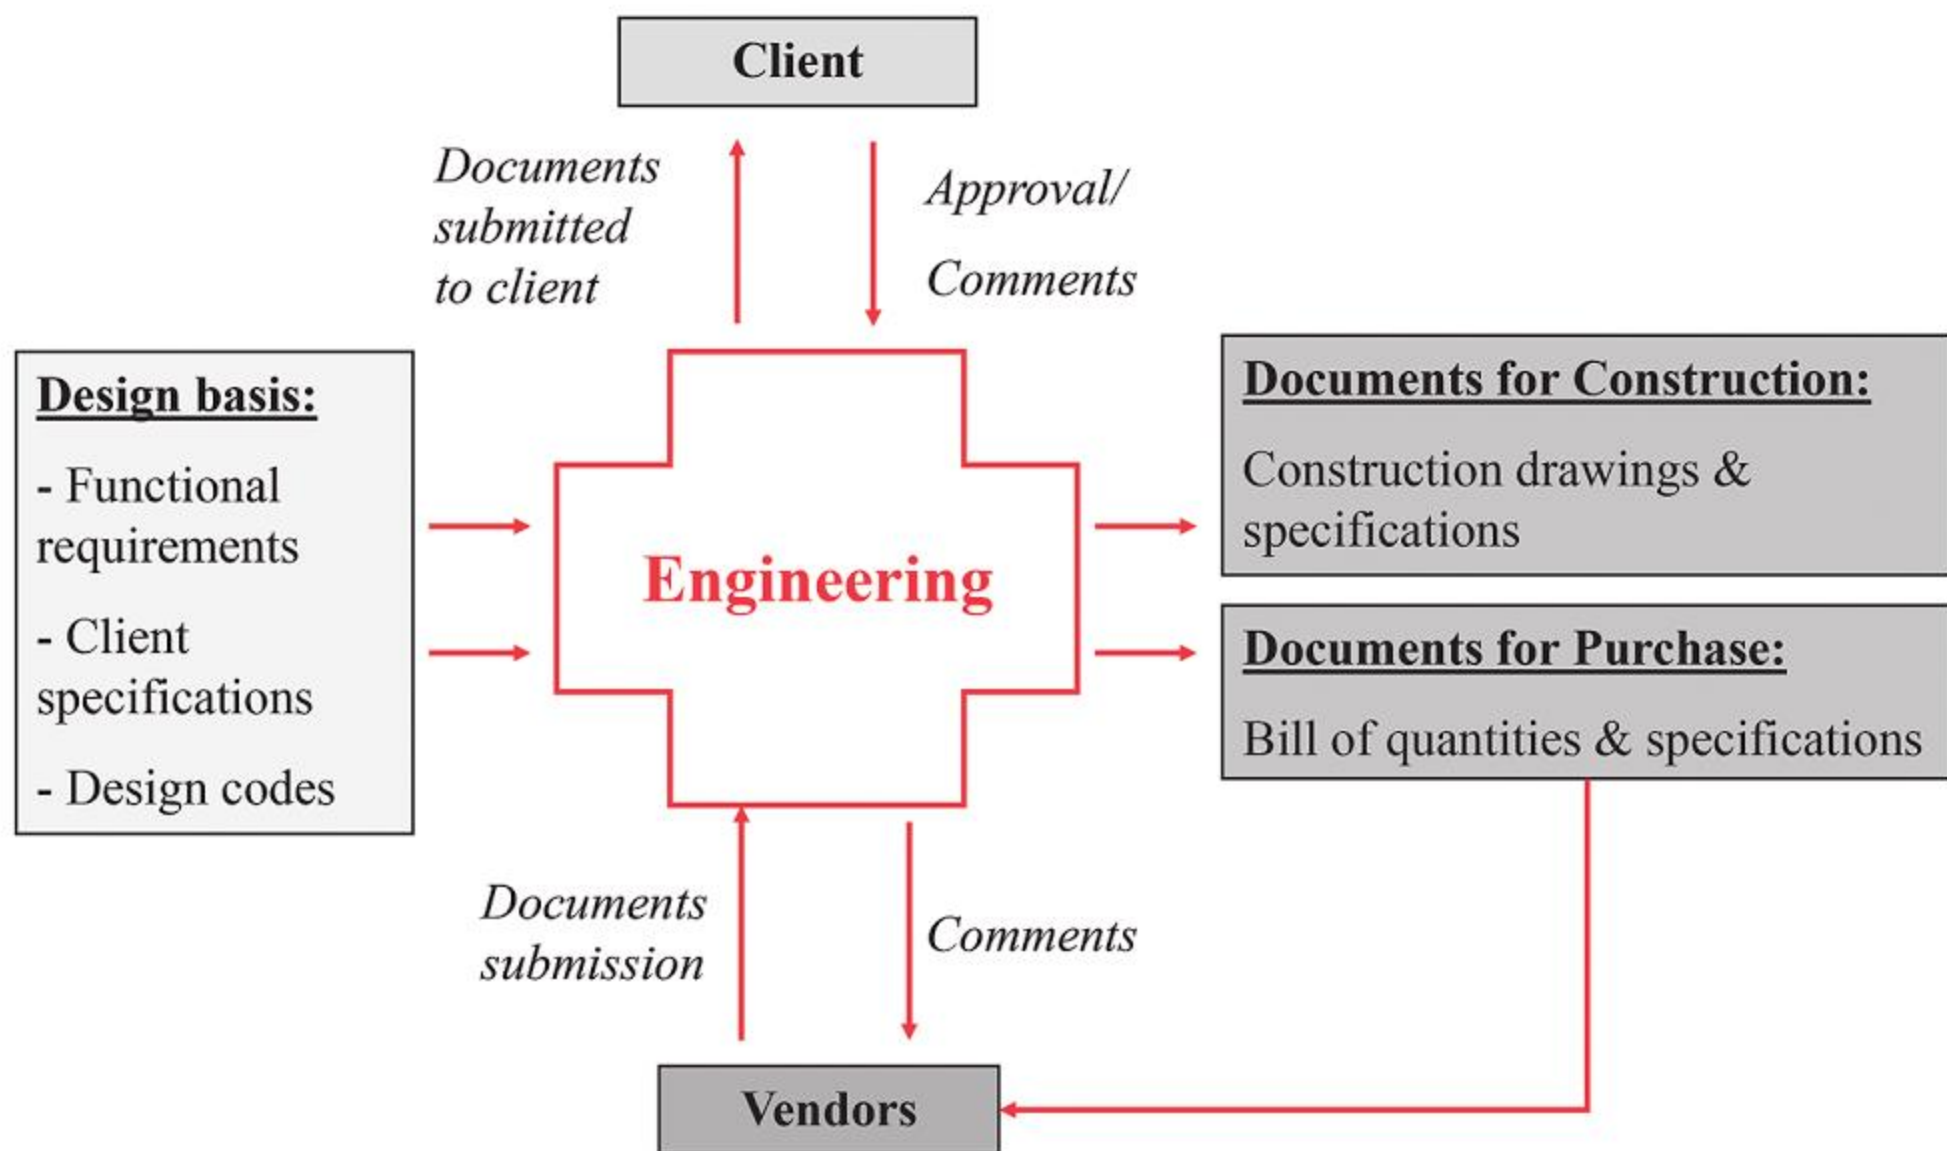 Client
Documents
submitted
to client
Approval/
Comments
Design basis:
- Functional
requirements
- Client
specifications
- Design codes
Engineering
Documents for Construction:
Construction drawings &
specifications
Documents for Purchase:
Bill of quantities & specifications
Documents
submission
Comments
Vendors